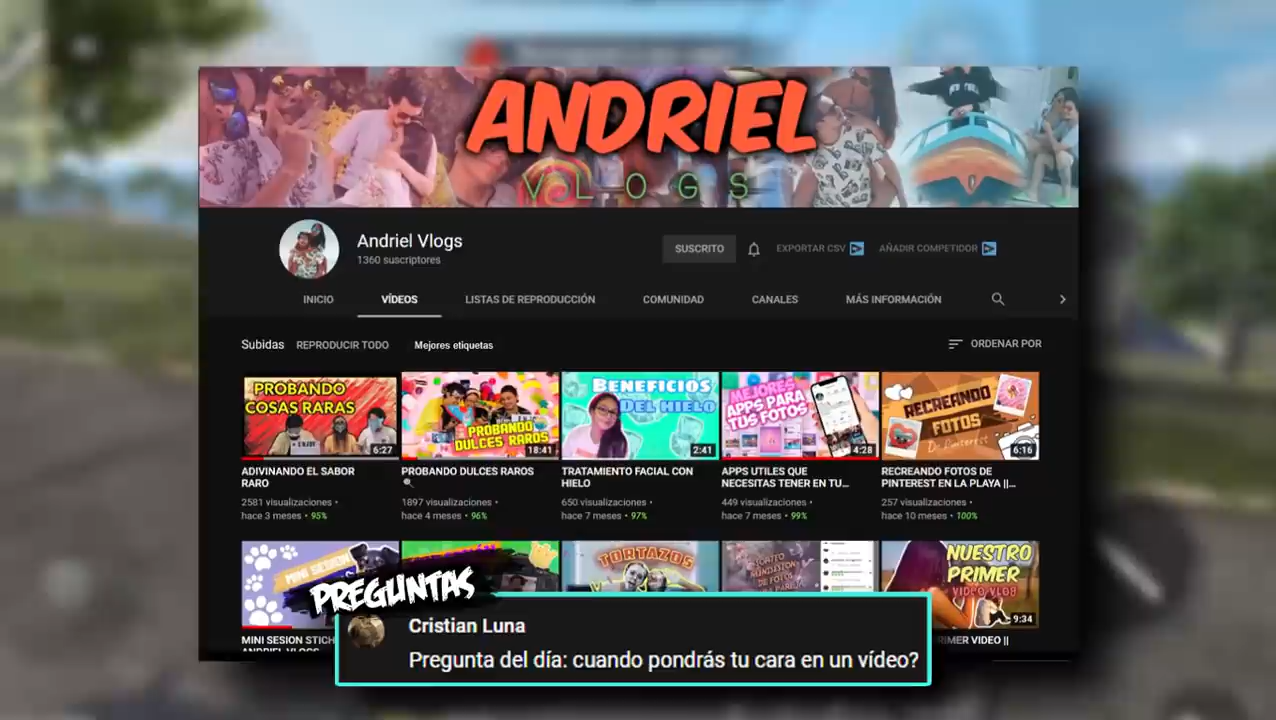 ANDRIEL
VLOGS
Andriel Vlogs
1360 suscriptores
SUSCRITO
EXPORTAR CSV
AÑADIR COMPETIDOR
INICIO
VÍDEOS
LISTAS DE REPRODUCCIÓN
COMUNIDAD
CANALES
MÁS INFORMACIÓN
Subidas
REPRODUCIR TODO
Mejores etiquetas
ORDENAR POR
PROBANDO
COSAS RARAS
6:27
ADIVINANDO EL SABOR
RARO
2581 visualizaciones •
hace 3 meses • 95%
PROBANDO
DULCES RAROS
18:41
PROBANDO DULCES RAROS
1897 visualizaciones •
hace 4 meses • 96%
BENEFICIOS
DEL HIELO
2:41
TRATAMIENTO FACIAL CON
HIELO
650 visualizaciones •
hace 7 meses • 97%
MEJORES
APPS PARA
TUS FOTOS
4:28
APPS UTILES QUE
NECESITAS TENER EN TU...
449 visualizaciones •
hace 7 meses • 99%
RECREANDO
FOTOS
De Pinterest
6:16
RECREANDO FOTOS DE
PINTEREST EN LA PLAYA ||...
257 visualizaciones •
hace 10 meses • 100%
MINI SESION
MINI SESION STICH
ANDRIEL VLOGS
TORTAZOS
NUESTRO
PRIMER
VIDEO VLOG
9:34
RIMER VIDEO ||
PREGUNTAS
Cristian Luna
Pregunta del día: cuando pondrás tu cara en un vídeo?